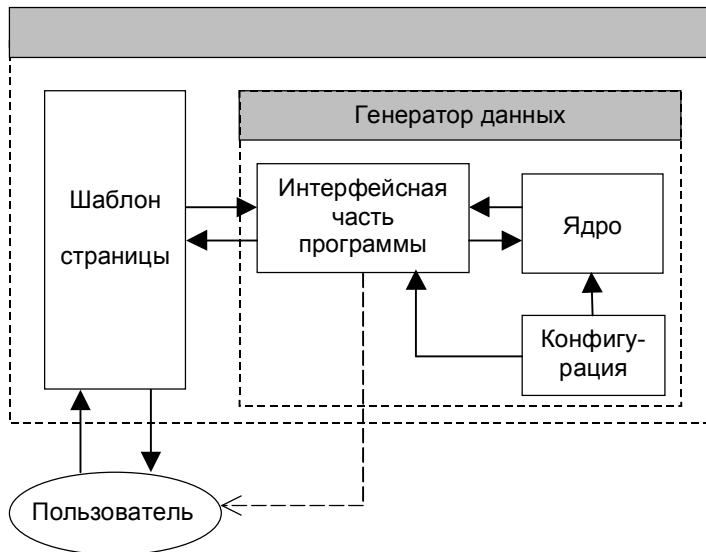 Генератор данных
Шаблон
страницы
Интерфейсная
часть
программы
Ядро
Конфигу-
рация
Пользователь